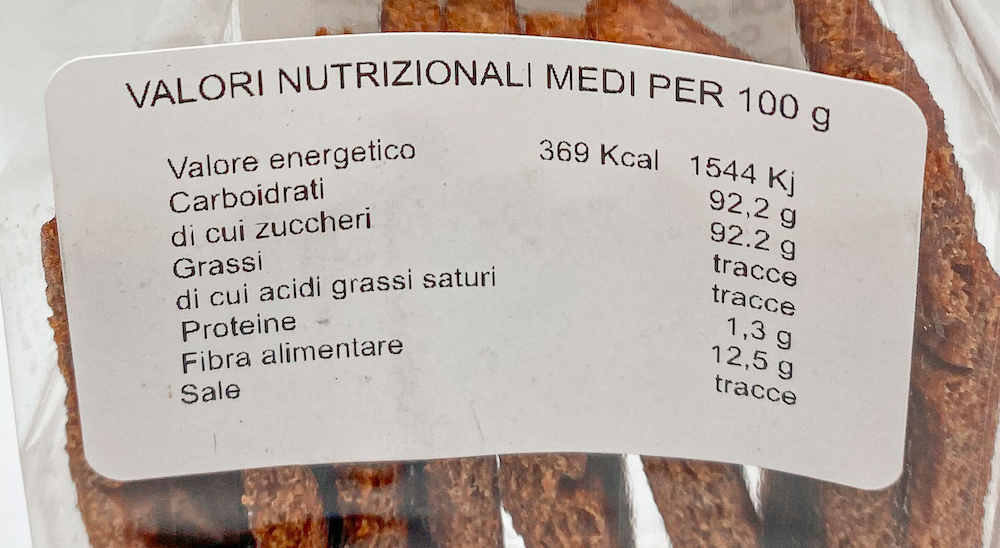 VALORI NUTRIZIONALI MEDI PER 100 g
Valore energetico 369 Kcal 1544 Kj
Carboidrati 92,2 g
di cui zuccheri 92.2 g
Grassi tracce
di cui acidi grassi saturi tracce
Proteine 1,3 g
Fibra alimentare 12,5 g
Sale tracce